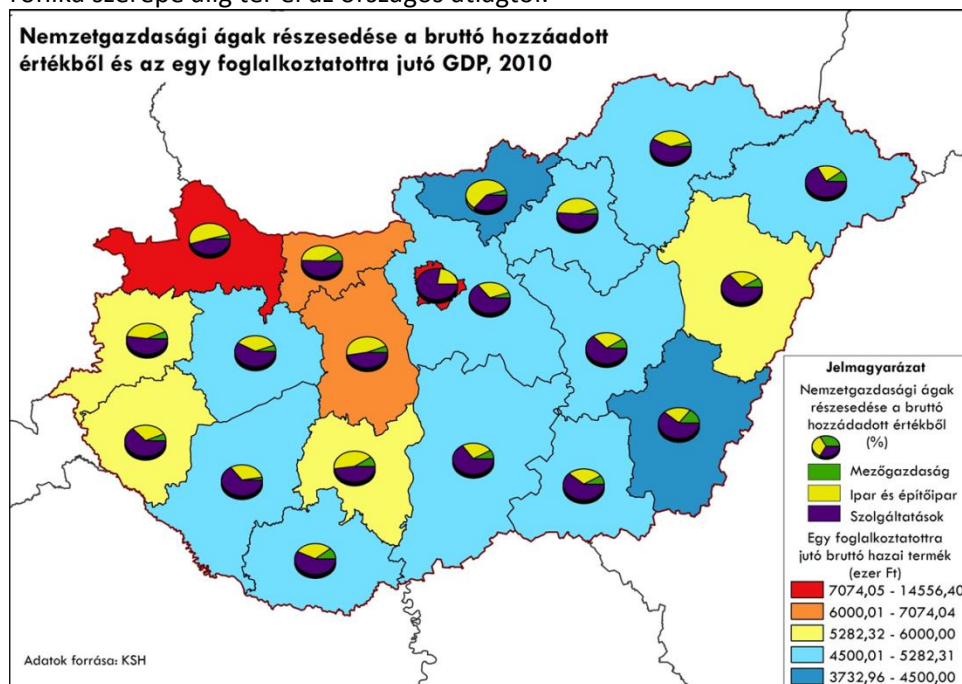 Nemzetgazdasági ágak részesedése a bruttó hozzáadott
értékből és az egy foglalkoztatottra jutó GDP, 2010
Jelmagyarázat
Nemzetgazdasági ágak
részesedése a bruttó
hozzádadott értékből
(%)
Mezőgazdaság
Ipar és építőipar
Szolgáltatások
Egy foglalkoztatottra
jutó bruttó hazai termék
(ezer Ft)
7074,05 - 14556,40
6000,01 - 7074,04
5282,32 - 6000,00
4500,01 - 5282,31
3732,96 - 4500,00
Adatok forrása: KSH